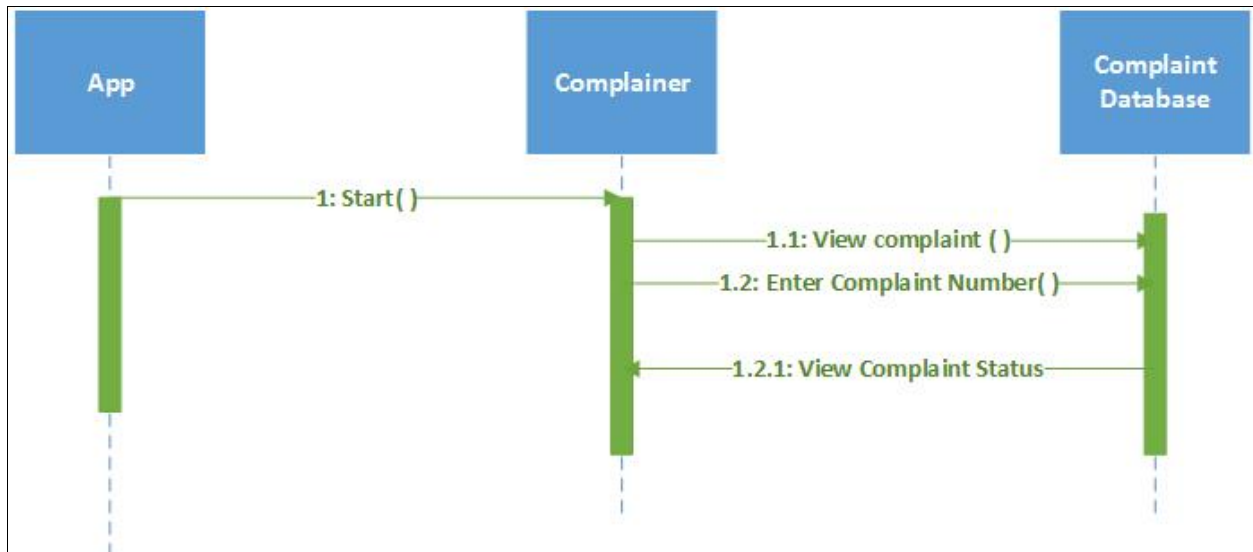 App
Complainer
Complaint
Database
1: Start( )
1.1: View complaint ( )
1.2: Enter Complaint Number( )
1.2.1: View Complaint Status